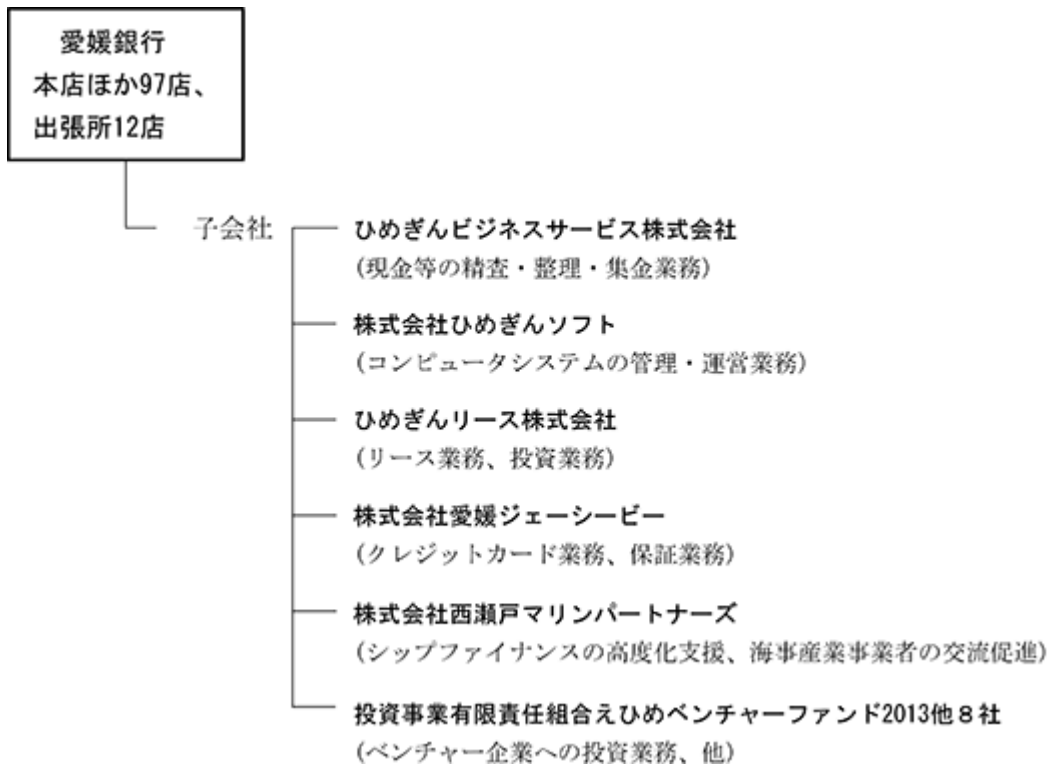 愛媛銀行
本店ほか97店、
出張所12店
子会社
ひめぎんビジネスサービス株式会社
(現金等の精査・整理・集金業務)
株式会社ひめぎんソフト
(コンピュータシステムの管理・運営業務)
ひめぎんリース株式会社
(リース業務、投資業務)
株式会社愛媛ジェーシービー
(クレジットカード業務、保証業務)
株式会社西瀬戸マリンパートナーズ
(シップファイナンスの高度化支援、海事産業事業者の交流促進)
投資事業有限責任組合えひめベンチャーファンド2013他８社
(ベンチャー企業への投資業務、他)